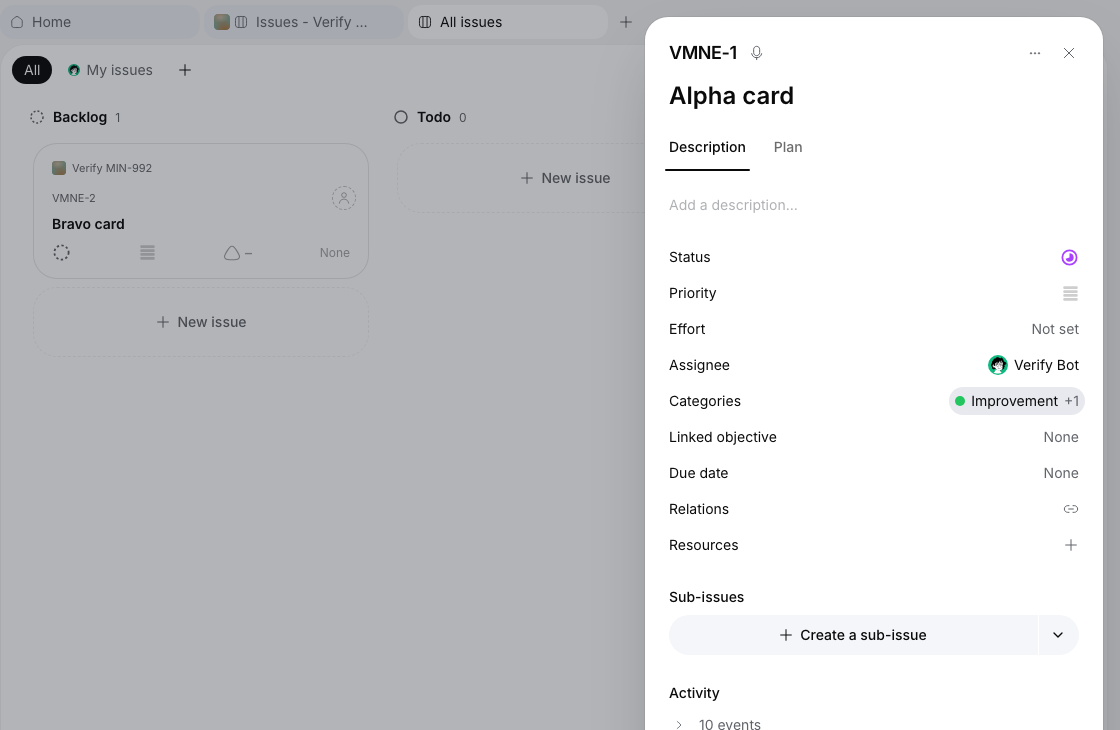 Home
Issues - Verify ...
All issues
All
My issues
Backlog 1
Verify MIN-992
VMNE-2
Bravo card
–
None
New issue
Todo 0
New issue
VMNE-1
Alpha card
Description
Plan
Add a description...
Status
Priority
Effort
Not set
Assignee
Verify Bot
Categories
Improvement +1
Linked objective
None
Due date
None
Relations
Resources
Sub-issues
Create a sub-issue
Activity
10 events